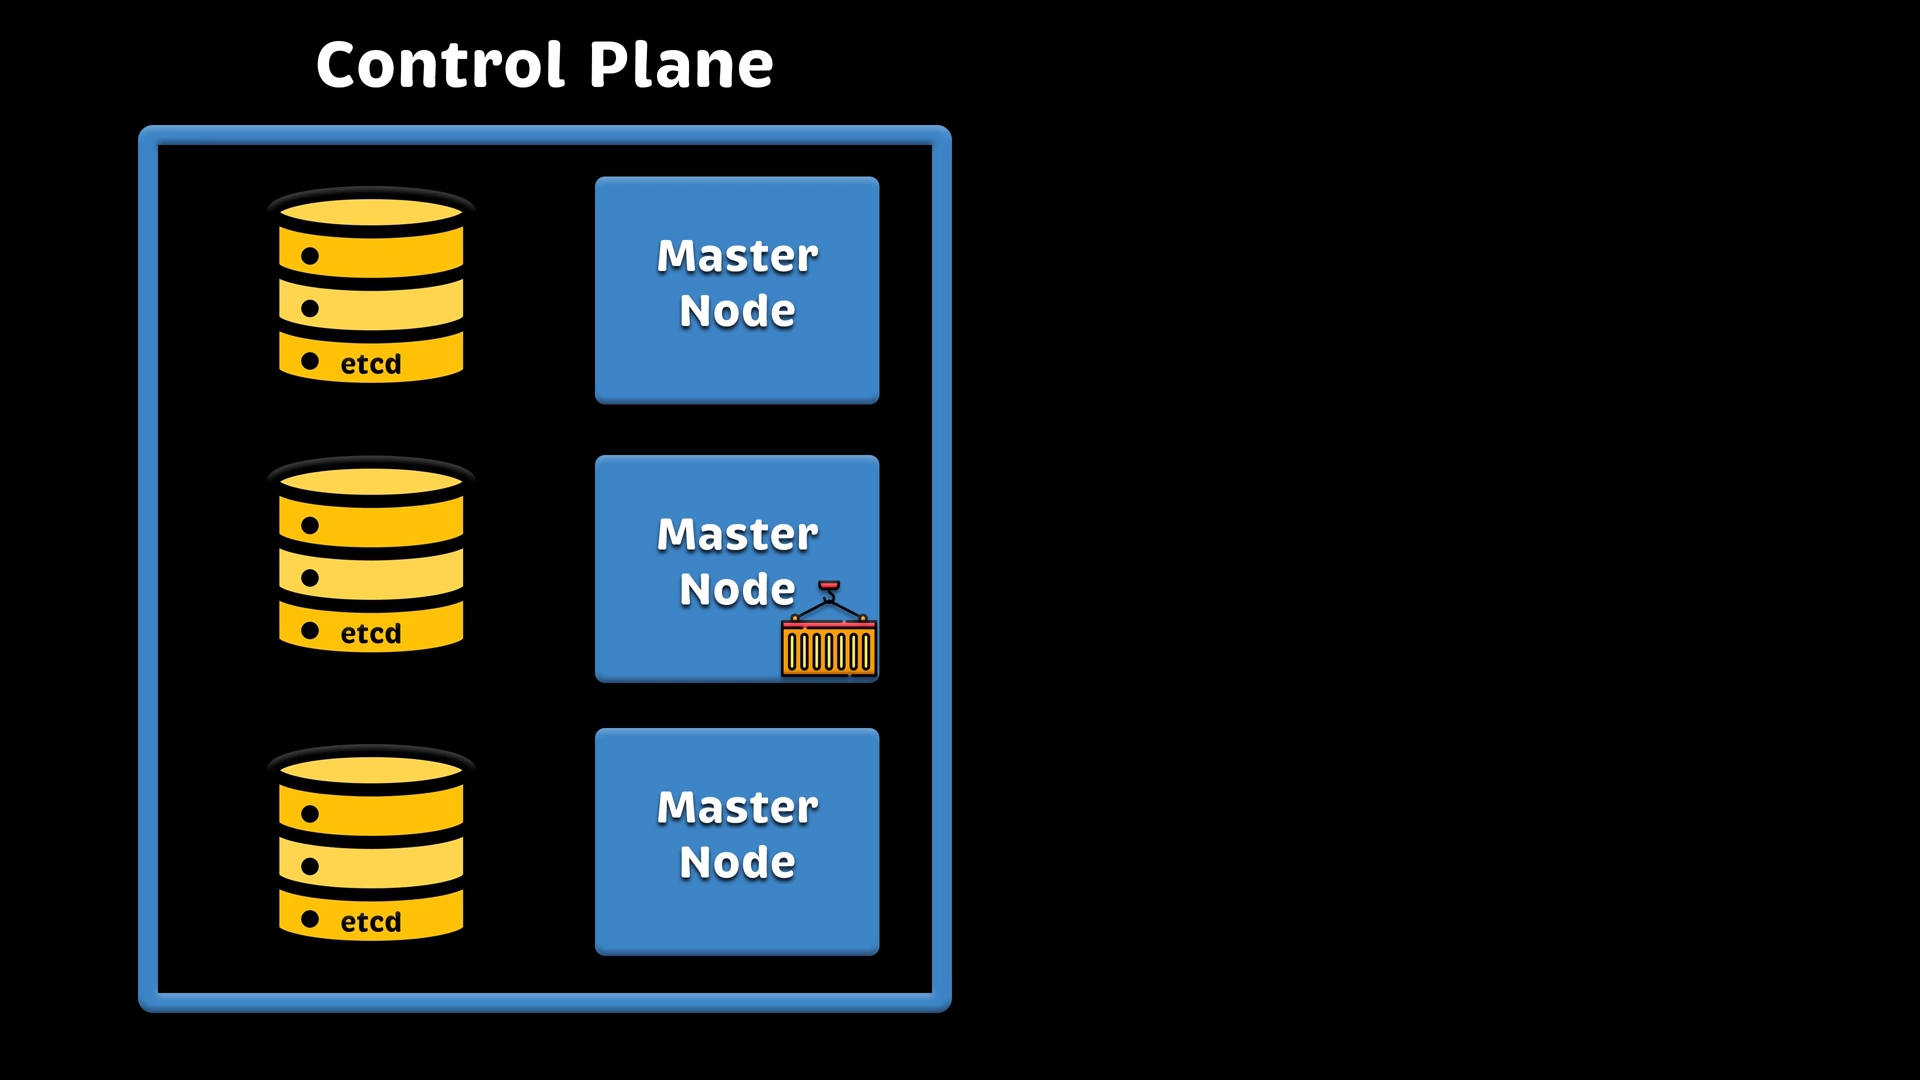 Control Plane
etcd
Master
Node
etcd
Master
Node
etcd
Master
Node